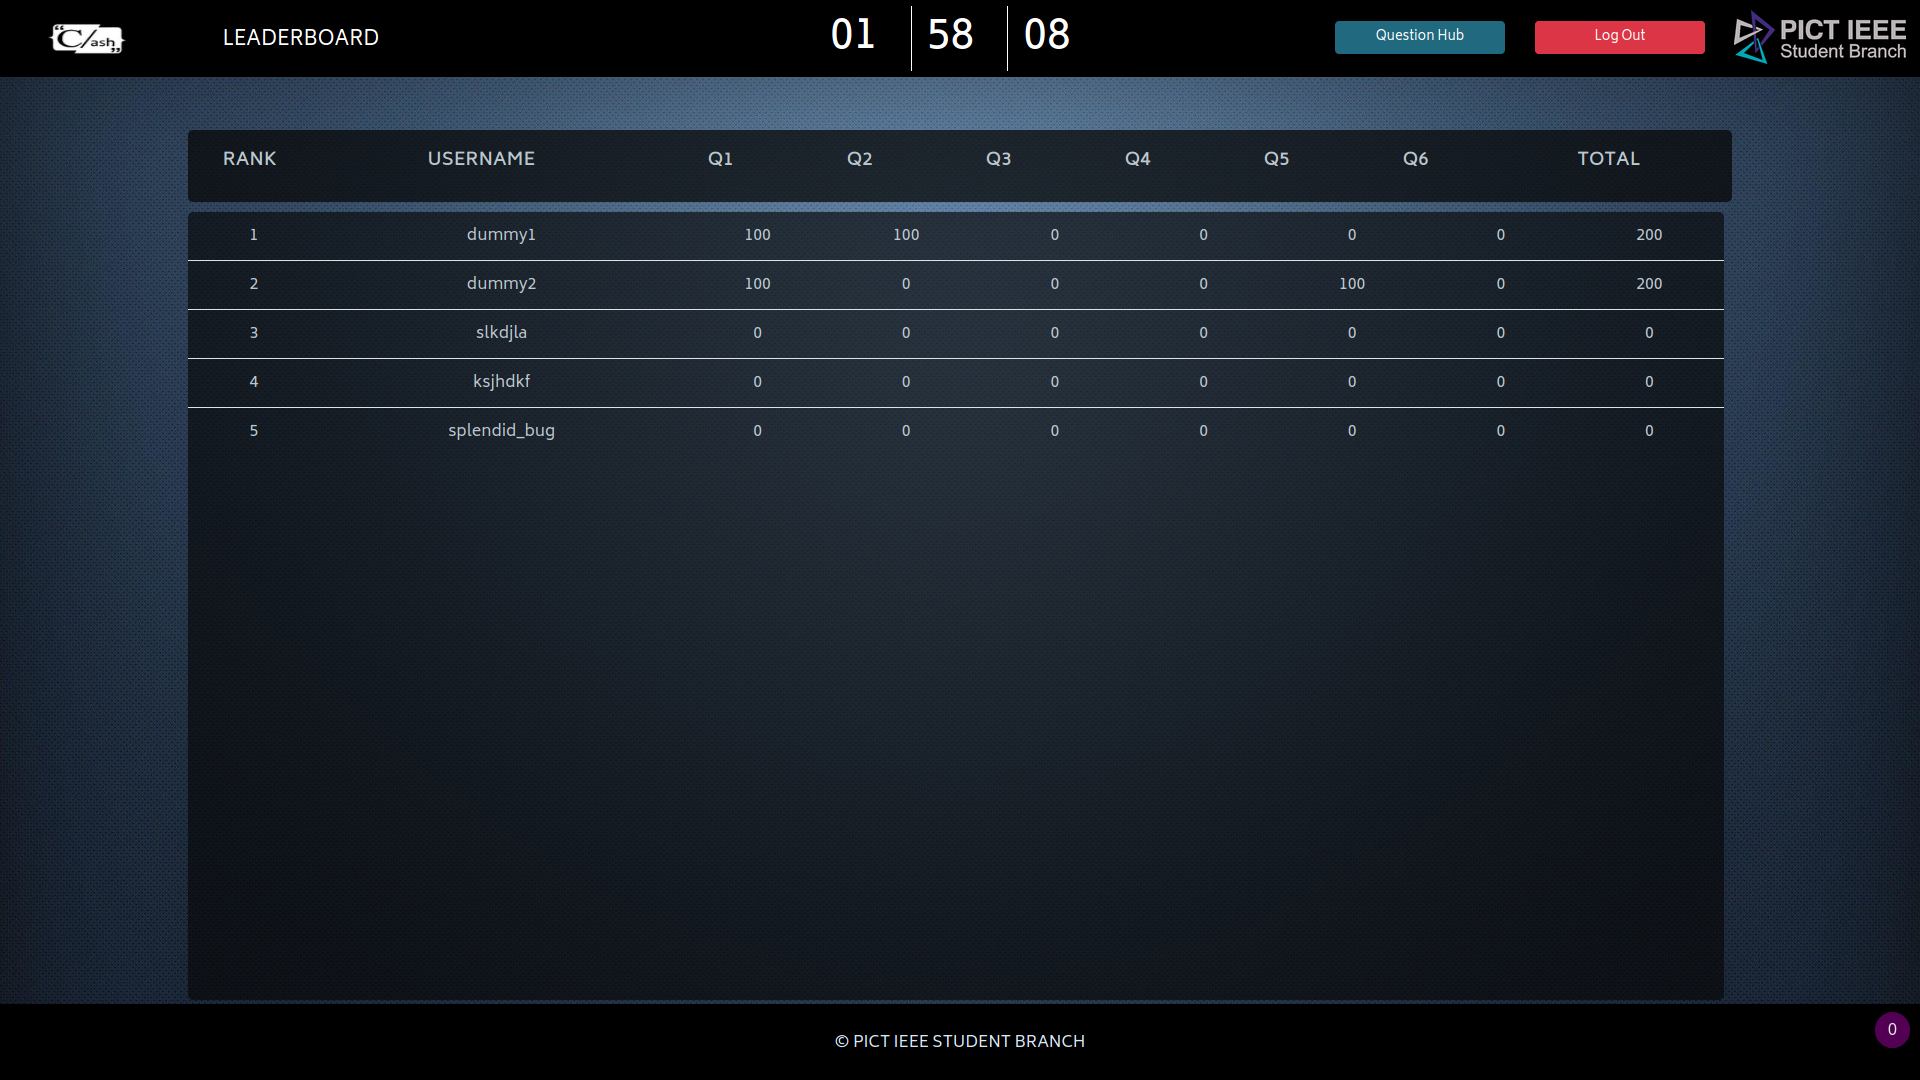 “C/ash” LEADERBOARD 01 58 08 Question Hub Log Out PICT IEEE
Student Branch
RANK USERNAME Q1 Q2 Q3 Q4 Q5 Q6 TOTAL
1 dummy1 100 100 0 0 0 0 200
2 dummy2 100 0 0 0 100 0 200
3 slkdjla 0 0 0 0 0 0 0
4 ksjhdkf 0 0 0 0 0 0 0
5 splendid_bug 0 0 0 0 0 0 0
© PICT IEEE STUDENT BRANCH 0